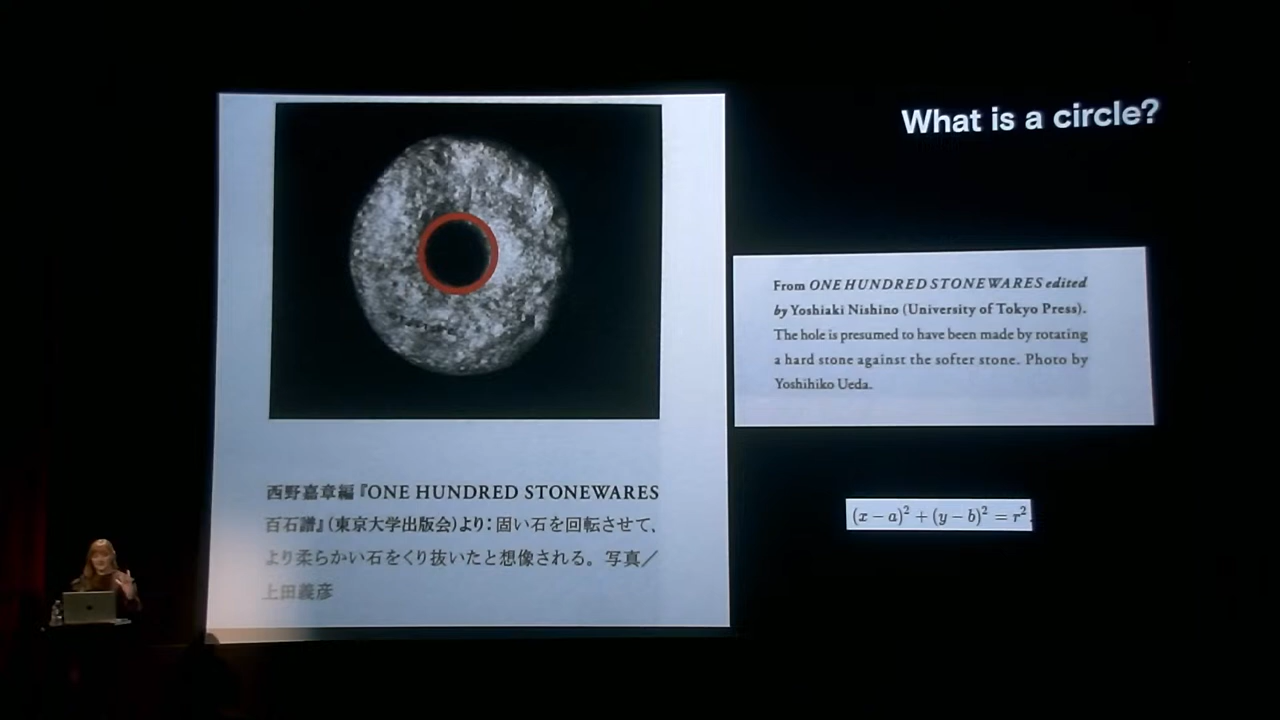 What is a circle?
From ONE HUNDRED STONEWARES edited
by Yoshiaki Nishino (University of Tokyo Press).
The hole is presumed to have been made by rotating
a hard stone against the softer stone. Photo by
Yoshihiko Ueda.
西野嘉章編『ONE HUNDRED STONEWARES
百石譜』(東京大学出版会)より:固い石を回転させて、
より柔らかい石をくり抜いたと想像される。写真/
上田義彦
(x − a)² + (y − b)² = r².